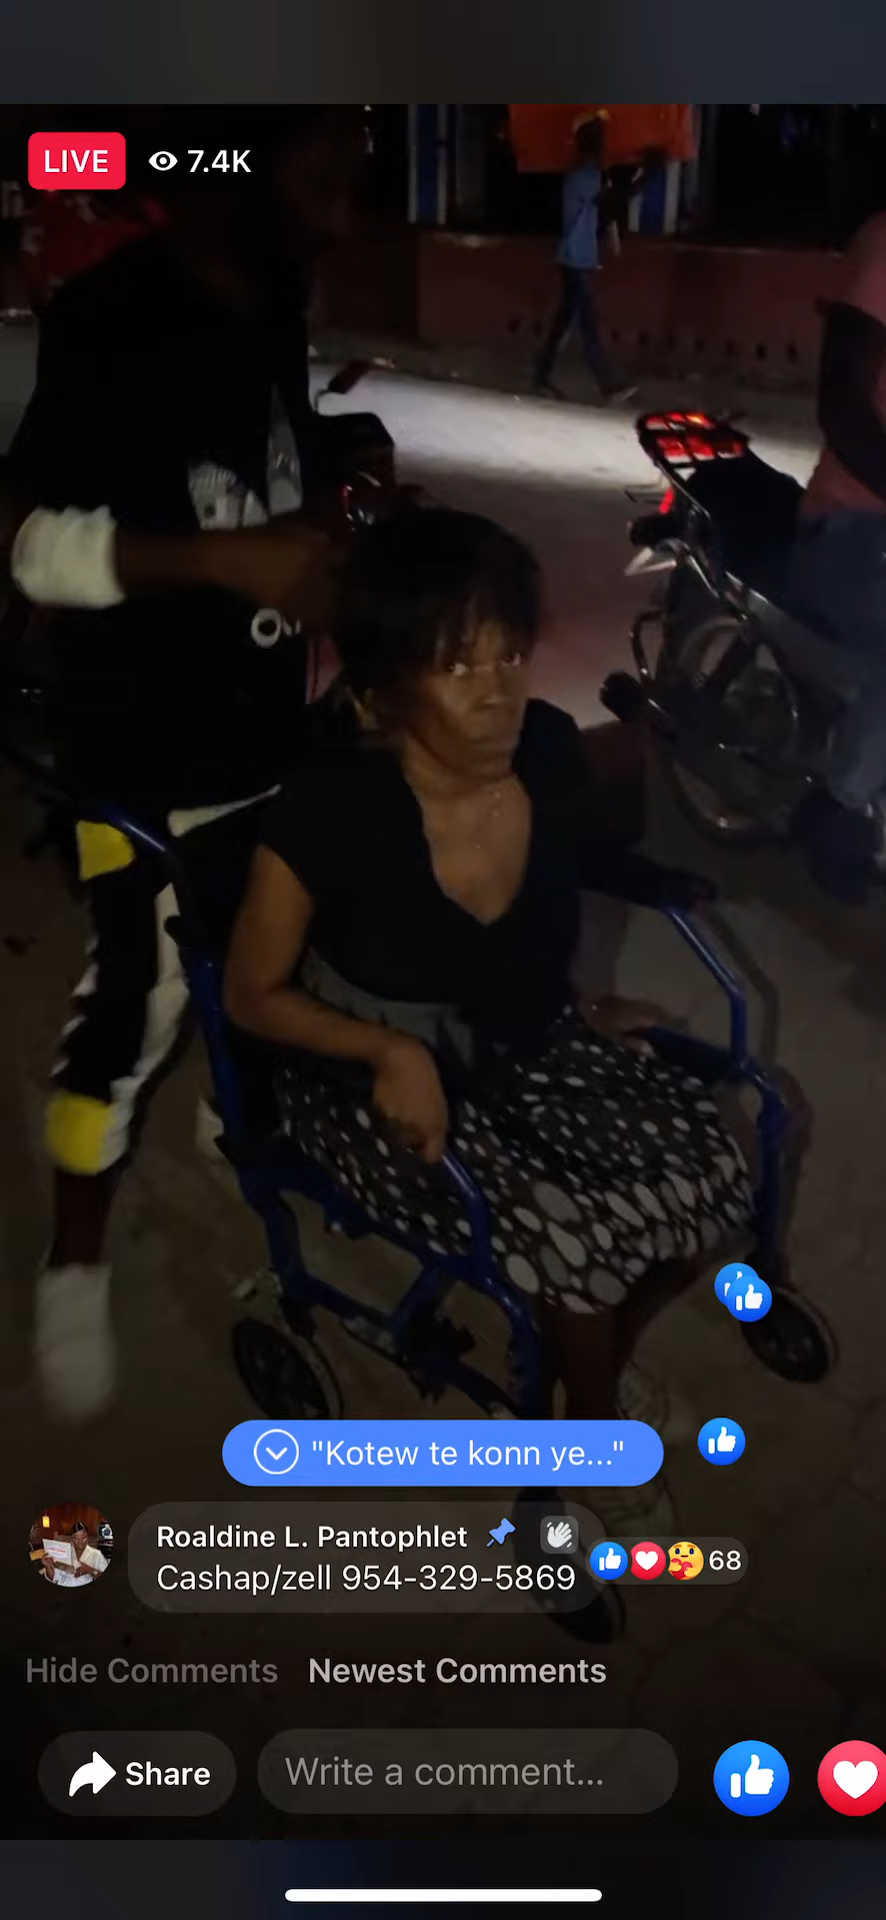 LIVE 7.4K
"Kotew te konn ye..."
Roaldine L. Pantophlet
Cashap/zell 954-329-5869
68
Hide Comments Newest Comments
Share Write a comment...